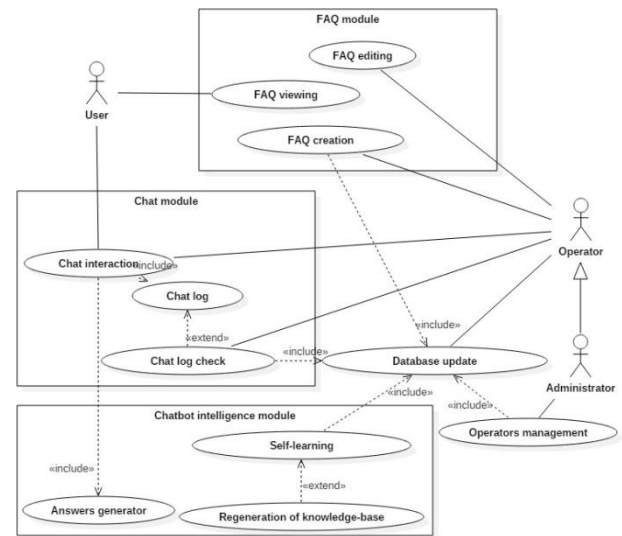 FAQ module
FAQ editing
FAQ viewing
User
FAQ creation
Chat module
Operator
Chat interaction
«include»
Chat log
«extend»
«include»
Chat log check
«include»
Database update
Administrator
«include»
Chatbot intelligence module
«include»
Operators management
Self-learning
«include»
«extend»
Answers generator
Regeneration of knowledge-base